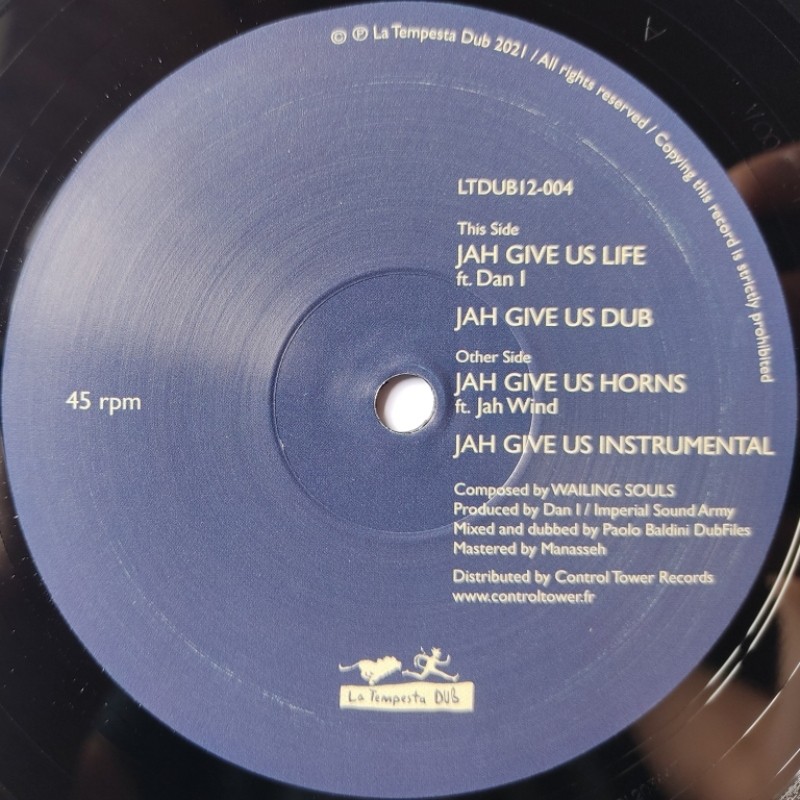 © ℗ La Tempesta Dub 2021 / All rights reserved / Copying this record is strictly prohibited
LTDUB12-004
This Side
JAH GIVE US LIFE
ft. Dan I
JAH GIVE US DUB
Other Side
JAH GIVE US HORNS
ft. Jah Wind
JAH GIVE US INSTRUMENTAL
45 rpm
Composed by WAILING SOULS
Produced by Dan I / Imperial Sound Army
Mixed and dubbed by Paolo Baldini DubFiles
Mastered by Manasseh
Distributed by Control Tower Records
www.controltower.fr
La Tempesta DUB